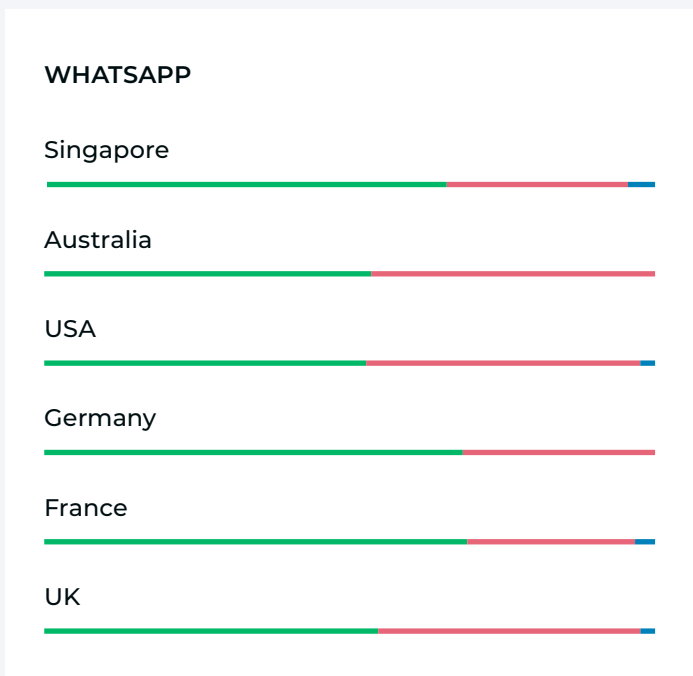 WHATSAPP
Singapore
Australia
USA
Germany
France
UK